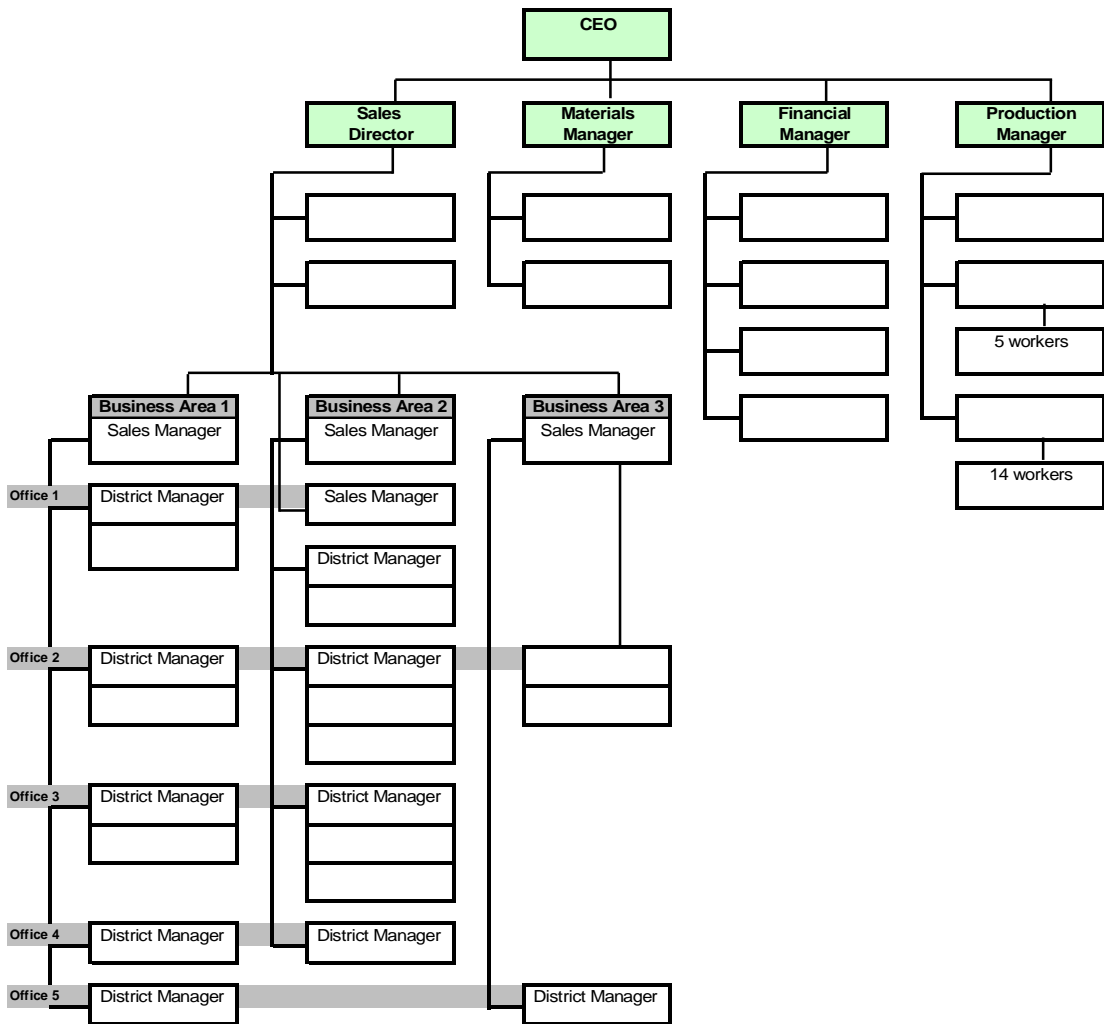 CEO
Sales
Director
Materials
Manager
Financial
Manager
Production
Manager
5 workers
14 workers
Business Area 1
Sales Manager
Business Area 2
Sales Manager
Business Area 3
Sales Manager
Office 1
District Manager
Sales Manager
District Manager
Office 2
District Manager
District Manager
Office 3
District Manager
District Manager
Office 4
District Manager
District Manager
Office 5
District Manager
District Manager